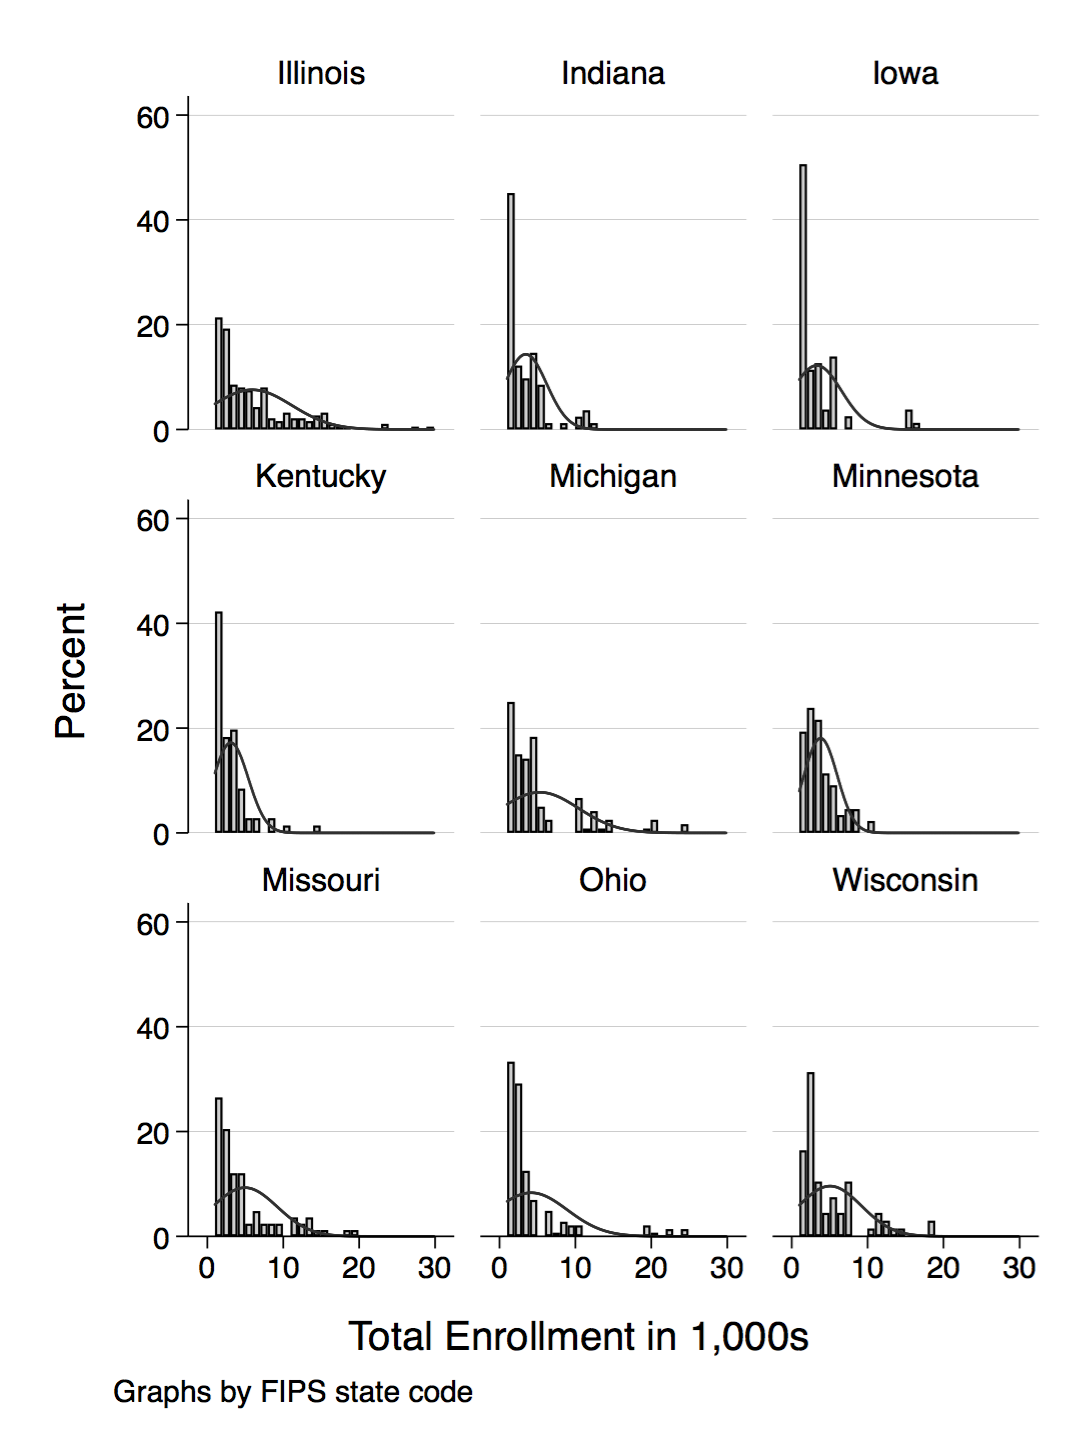 Illinois Indiana Iowa
60
40
20
0
Kentucky Michigan Minnesota
60
40
20
0
Percent
Missouri Ohio Wisconsin
60
40
20
0
0 10 20 30 0 10 20 30 0 10 20 30
Total Enrollment in 1,000s
Graphs by FIPS state code